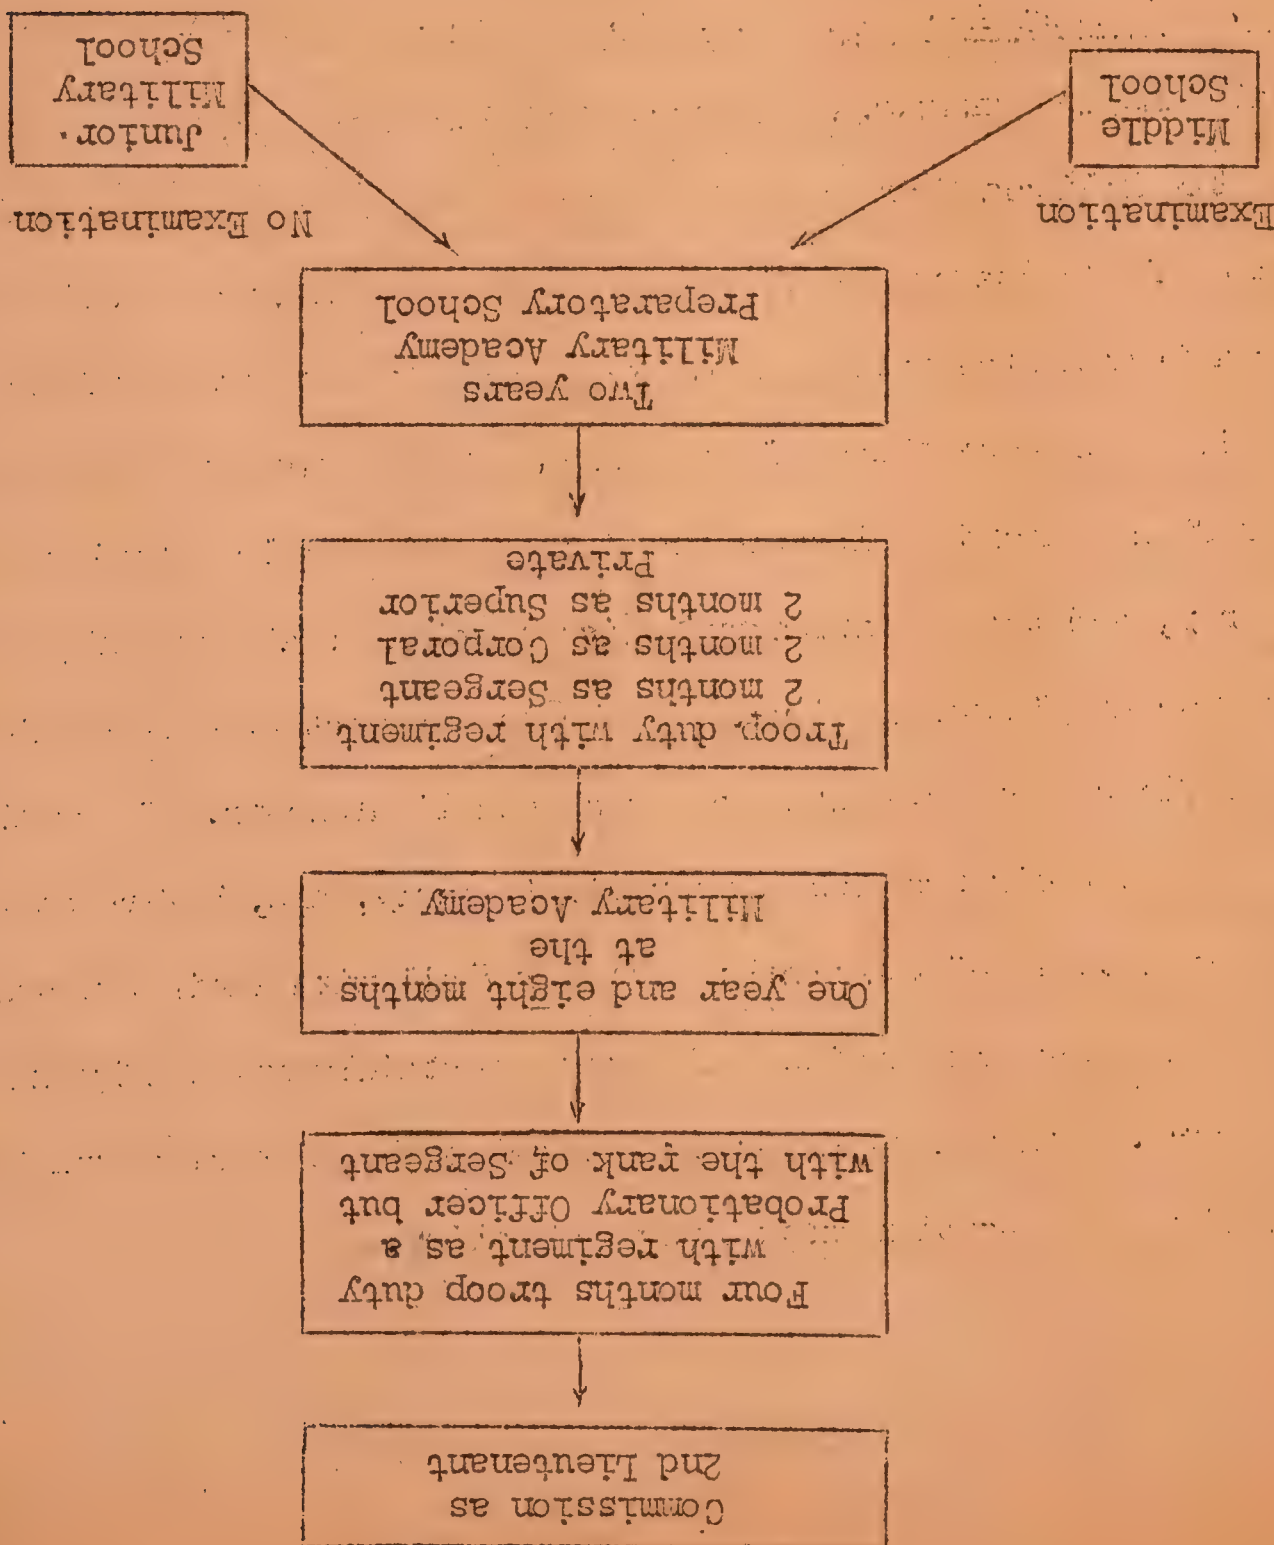 Commission as
2nd Lieutenant
Four months troop duty
with regiment as a
Probationary Officer but
with the rank of Sergeant
One year and eight months
at the
Military Academy
Troop duty with regiment
2 months as Sergeant
2 months as Corporal
2 months as Superior
Private
Two years
Military Academy
Preparatory School
Examination
No Examination
Middle
School
Junior
Military
School